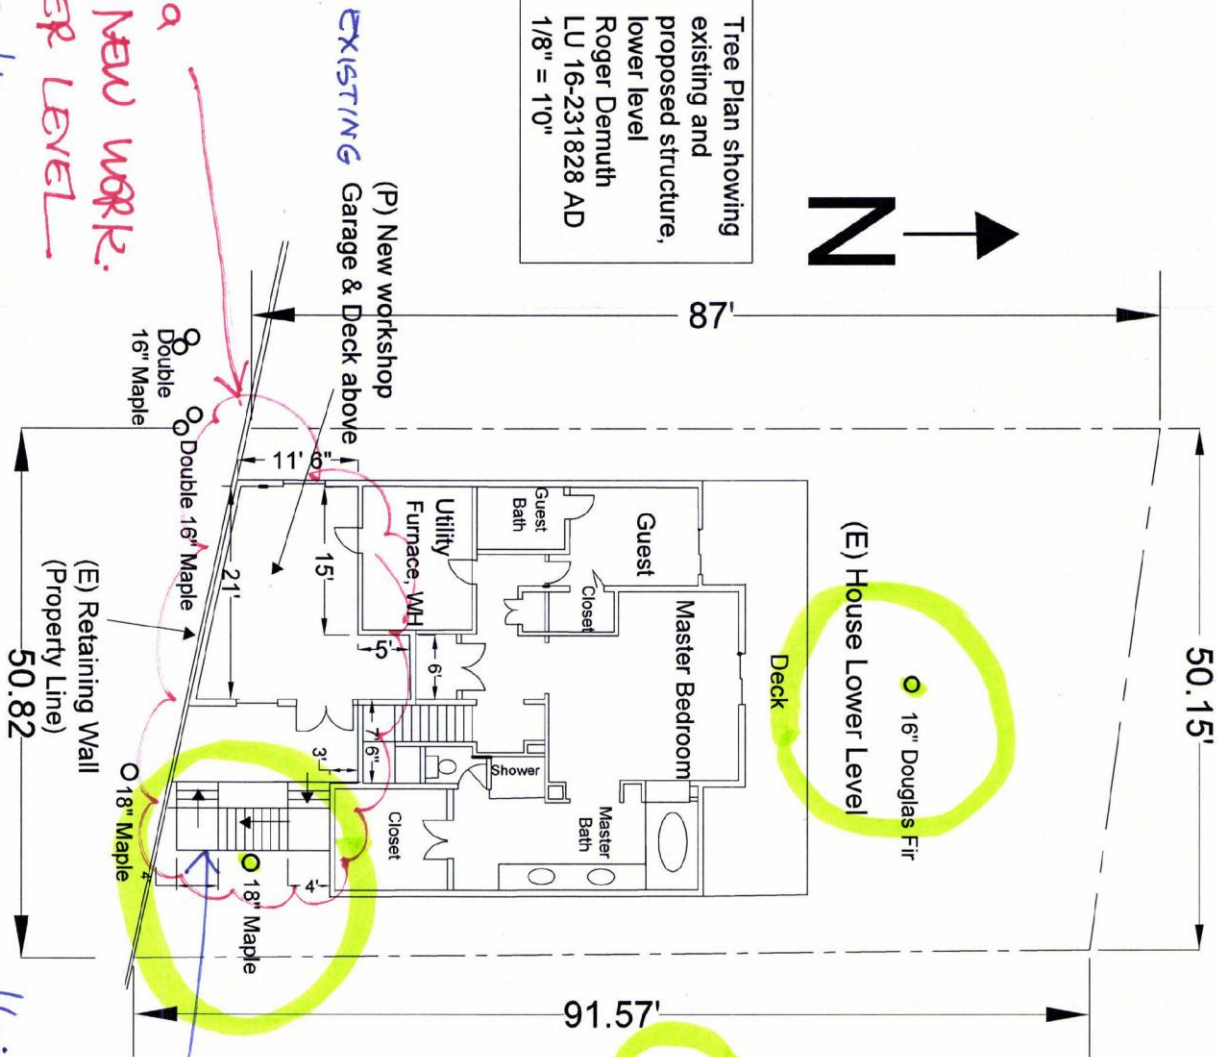 Tree Plan showing
existing and
proposed structure,
lower level
Roger Demuth
LU 16-231828 AD
1/8" = 1'0"
N
87'
50.15'
(E) House Lower Level
16" Douglas Fir
Deck
Guest
Guest
Bath
Closet
Master Bedroom
Utility
Furnace, WH
Shower
Master
Bath
Closet
(P) New workshop
EXISTING Garage & Deck above
11' 6"
15'
21'
5'
6'
7' 6"
3'
4'
4'
a
NEW WORK.
ER LEVEL
Double
16" Maple
Double 16" Maple
(E) Retaining Wall
(Property Line)
18" Maple
18" Maple
50.82
91.57'